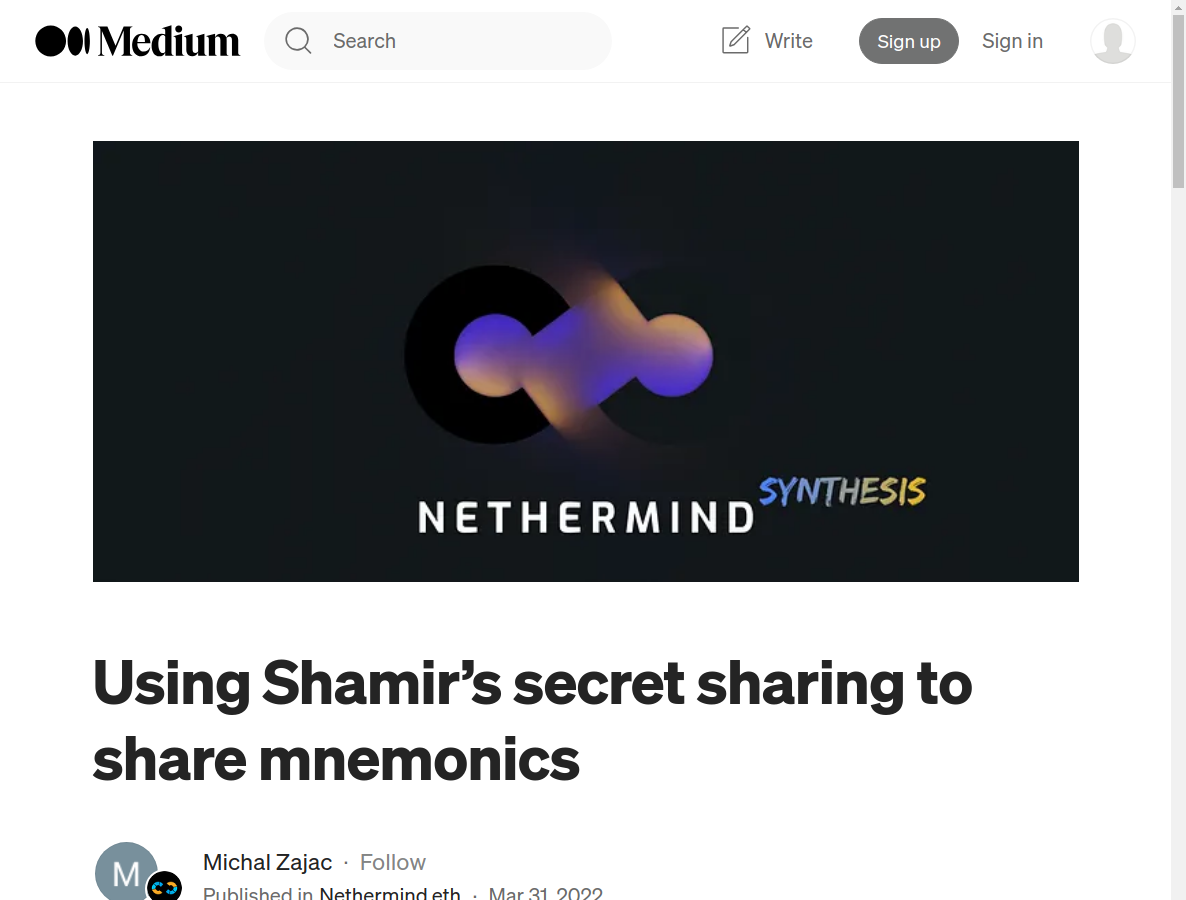 Medium
Search
Write
Sign up
Sign in
SYNTHESIS
NETHERMIND
Using Shamir’s secret sharing to
share mnemonics
M
Michal Zajac · Follow
Published in Nethermind.eth · Mar 31, 2022